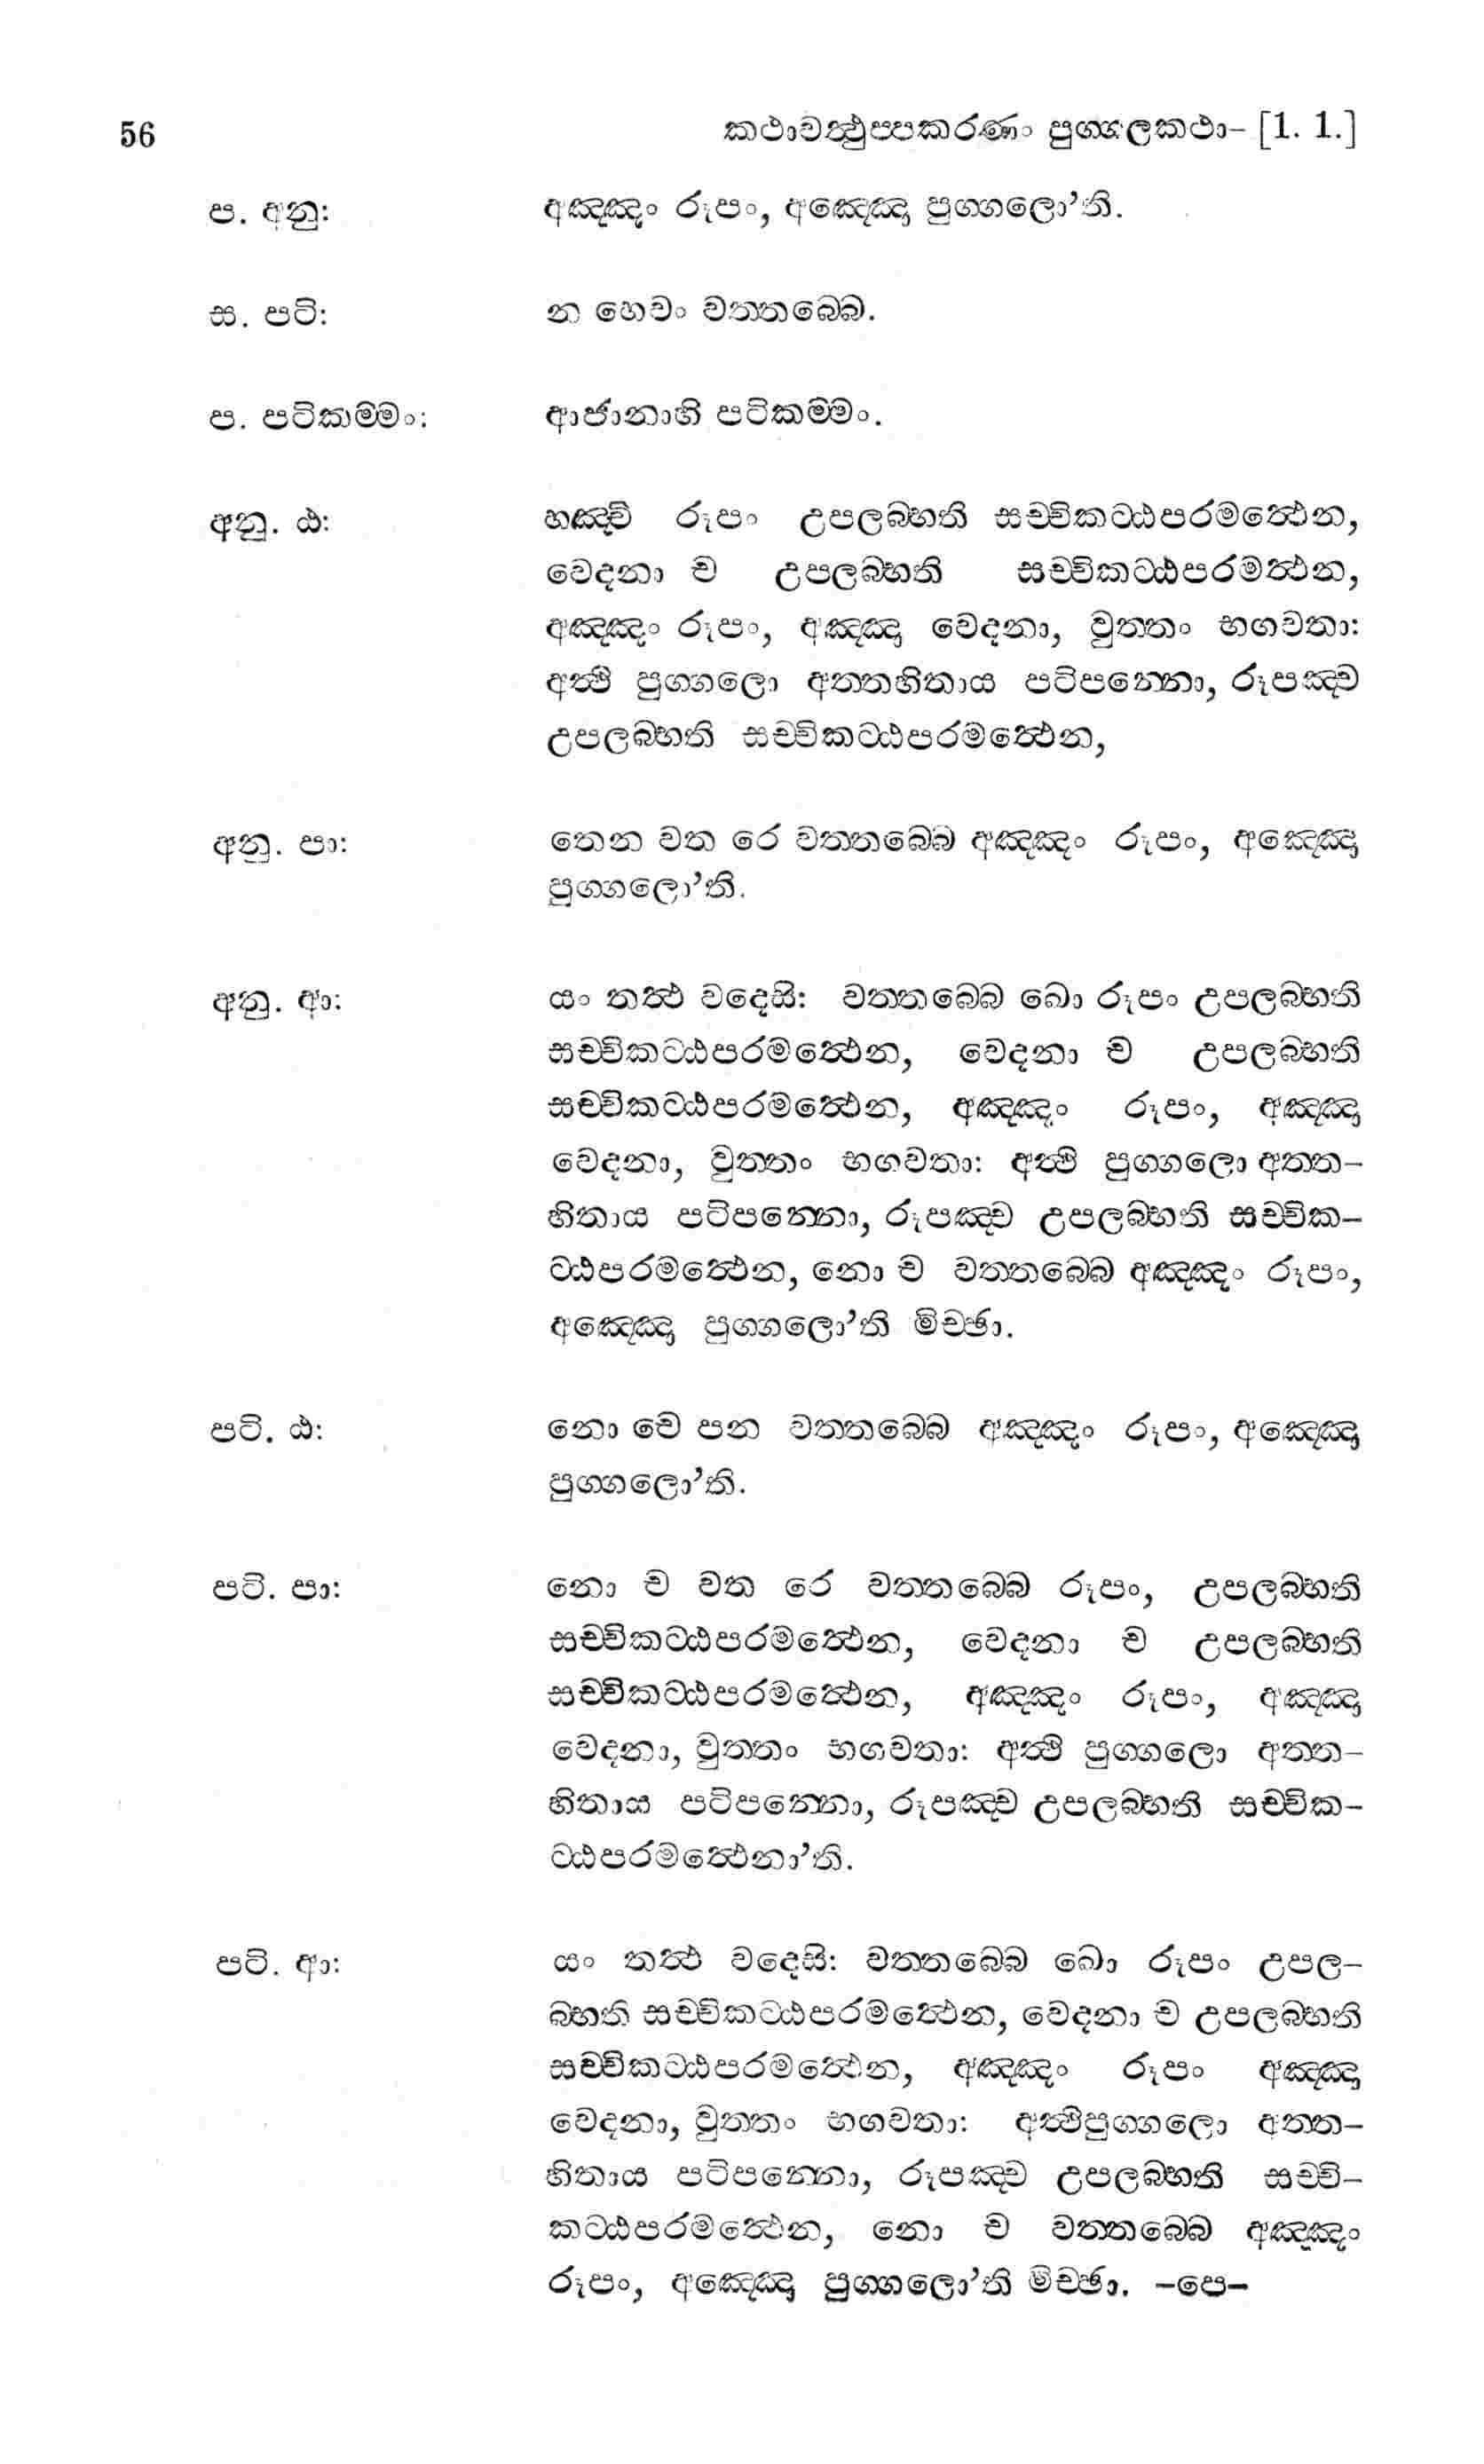 56 කථාවත්‍ථුප්පකරණං පුග්ගලකථා- [1. 1.]
ප. අනු: අඤ්ඤං රූපං, අඤ්ඤො පුග්ගලො’ති.
ස. පටි: න හෙවං වත්තබ්බෙ.
ප. පටිකම්මං: ආජානාහි පටිකම්මං.
අනු. ඨ: හඤ්චි රූපං උපලබ්භති සච්චිකට්ඨපරමත්‍ථෙන,
වෙදනා ච උපලබ්භති සච්චිකට්ඨපරමත්‍ථන,
අඤ්ඤං රූපං, අඤ්ඤා වෙදනා, වුත්තං භගවතා:
අත්‍ථි පුග්ගලො අත්තහිතාය පටිපන්නො, රූපඤ්ච
උපලබ්භති සච්චිකට්ඨපරමත්‍ථෙන,
අනු. පා: තෙන වත රෙ වත්තබ්බෙ අඤ්ඤං රූපං, අඤ්ඤො
පුග්ගලො’ති.
අනු. ආ: යං තත්‍ථ වදෙසි: වත්තබ්බෙ ඛො රූපං උපලබ්භති
සච්චිකට්ඨපරමත්‍ථෙන, වෙදනා ච උපලබ්භති
සච්චිකට්ඨපරමත්‍ථෙන, අඤ්ඤං රූපං, අඤ්ඤා
වෙදනා, වුත්තං භගවතා: අත්‍ථි පුග්ගලො අත්ත-
හිතාය පටිපන්නො, රූපඤ්ච උපලබ්භති සච්චික-
ට්ඨපරමත්‍ථෙන, නො ච වත්තබ්බෙ අඤ්ඤං රූපං,
අඤ්ඤො පුග්ගලො’ති මිච්ඡා.
පටි. ඨ: නො චෙ පන වත්තබ්බෙ අඤ්ඤං රූපං, අඤ්ඤො
පුග්ගලො’ති.
පටි. පා: නො ච වත රෙ වත්තබ්බෙ රූපං, උපලබ්භති
සච්චිකට්ඨපරමත්‍ථෙන, වෙදනා ච උපලබ්භති
සච්චිකට්ඨපරමත්‍ථෙන, අඤ්ඤං රූපං, අඤ්ඤා
වෙදනා, වුත්තං භගවතා: අත්‍ථි පුග්ගලො අත්ත-
හිතාය පටිපන්නො, රූපඤ්ච උපලබ්භති සච්චික-
ට්ඨපරමත්‍ථෙනා’ති.
පටි. ආ: යං තත්‍ථ වදෙසි: වත්තබ්බෙ ඛො රූපං උපල-
බ්භති සච්චිකට්ඨපරමත්‍ථෙන, වෙදනා ච උපලබ්භති
සච්චිකට්ඨපරමත්‍ථෙන, අඤ්ඤං රූපං අඤ්ඤා
වෙදනා, වුත්තං භගවතා: අත්‍ථිපුග්ගලො අත්ත-
හිතාය පටිපන්නො, රූපඤ්ච උපලබ්භති සච්චි-
කට්ඨපරමත්‍ථෙන, නො ච වත්තබ්බෙ අඤ්ඤං
රූපං, අඤ්ඤො පුග්ගලො’ති මිච්ඡා. -පෙ-